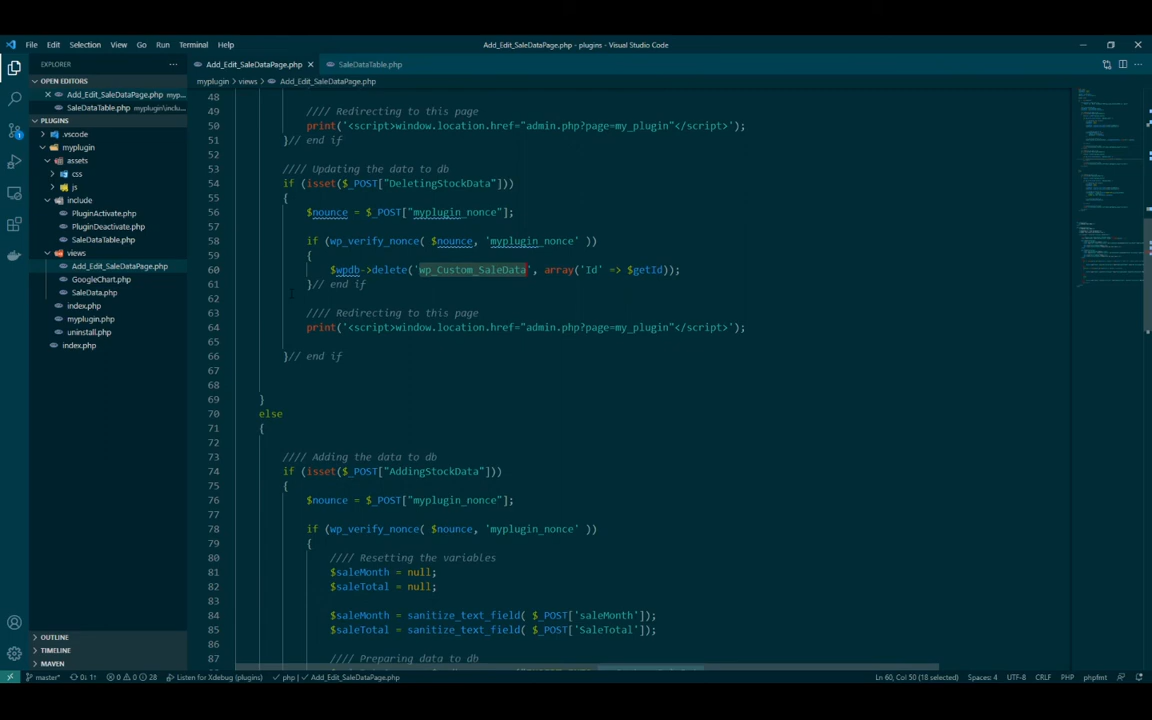 File Edit Selection View Go Run Terminal Help
Add_Edit_SaleDataPage.php - plugins - Visual Studio Code
EXPLORER
OPEN EDITORS
Add_Edit_SaleDataPage.php myp...
SaleDataTable.php myplugin\inclu...
PLUGINS
.vscode
myplugin
assets
css
js
include
PluginActivate.php
PluginDeactivate.php
SaleDataTable.php
views
Add_Edit_SaleDataPage.php
GoogleChart.php
SaleData.php
index.php
myplugin.php
uninstall.php
index.php
OUTLINE
TIMELINE
MAVEN
Add_Edit_SaleDataPage.php SaleDataTable.php
myplugin > views > Add_Edit_SaleDataPage.php
48
49 //// Redirecting to this page
50 print('<script>window.location.href="admin.php?page=my_plugin"</script>');
51 }// end if
52
53 //// Updating the data to db
54 if (isset($_POST["DeletingStockData"]))
55 {
56 $nounce = $_POST["myplugin_nonce"];
57
58 if (wp_verify_nonce( $nounce, 'myplugin_nonce' ))
59 {
60 $wpdb->delete('wp_Custom_SaleData', array('Id' => $getId));
61 }// end if
62
63 //// Redirecting to this page
64 print('<script>window.location.href="admin.php?page=my_plugin"</script>');
65
66 }// end if
67
68
69 }
70 else
71 {
72
73 //// Adding the data to db
74 if (isset($_POST["AddingStockData"]))
75 {
76 $nounce = $_POST["myplugin_nonce"];
77
78 if (wp_verify_nonce( $nounce, 'myplugin_nonce' ))
79 {
80 //// Resetting the variables
81 $saleMonth = null;
82 $saleTotal = null;
83
84 $saleMonth = sanitize_text_field( $_POST['saleMonth']);
85 $saleTotal = sanitize_text_field( $_POST['SaleTotal']);
86
87 //// Preparing data to db
master* 0↓ 1↑ 0 0 28 Listen for Xdebug (plugins) php Add_Edit_SaleDataPage.php Ln 60, Col 50 (18 selected) Spaces: 4 UTF-8 CRLF PHP phpfmt